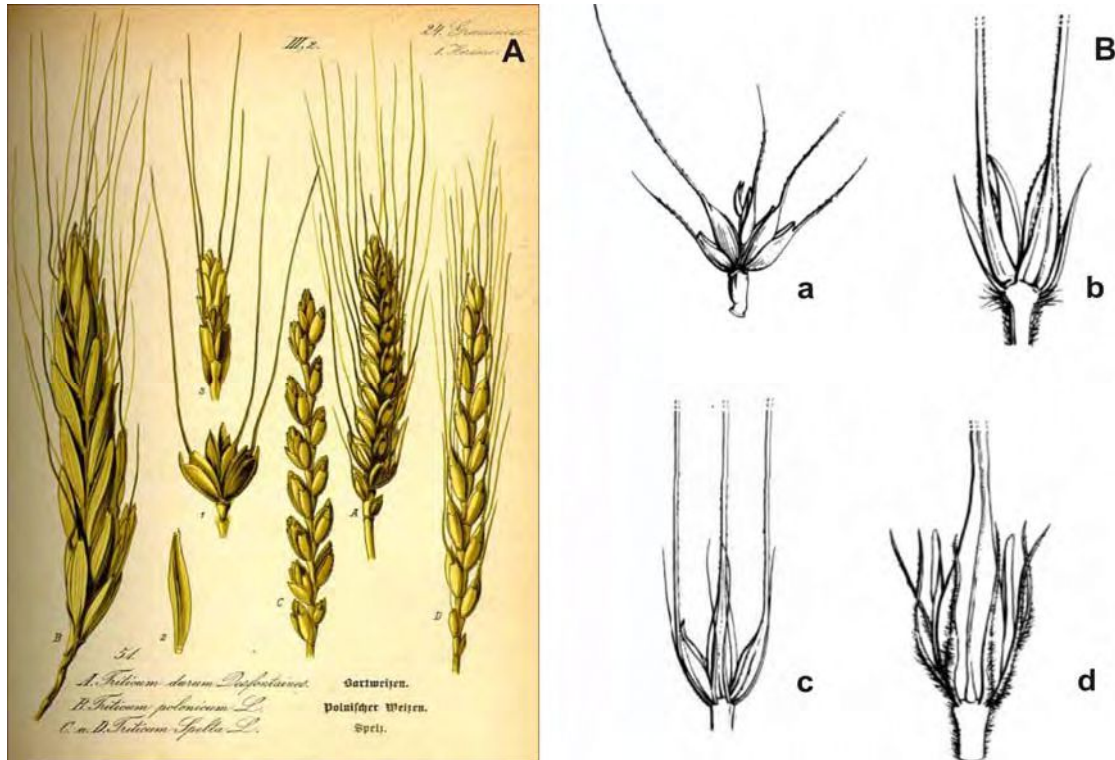 24. Gramineae
III, 2.
A
1. Hordeae.
3
1
2
A
B
C
D
51.
A. Triticum durum Desfontaines. Bartweizen.
B. Triticum polonicum L. Polnischer Weizen.
C. u. D. Triticum Spelta L. Spelz.
B
a
b
c
d